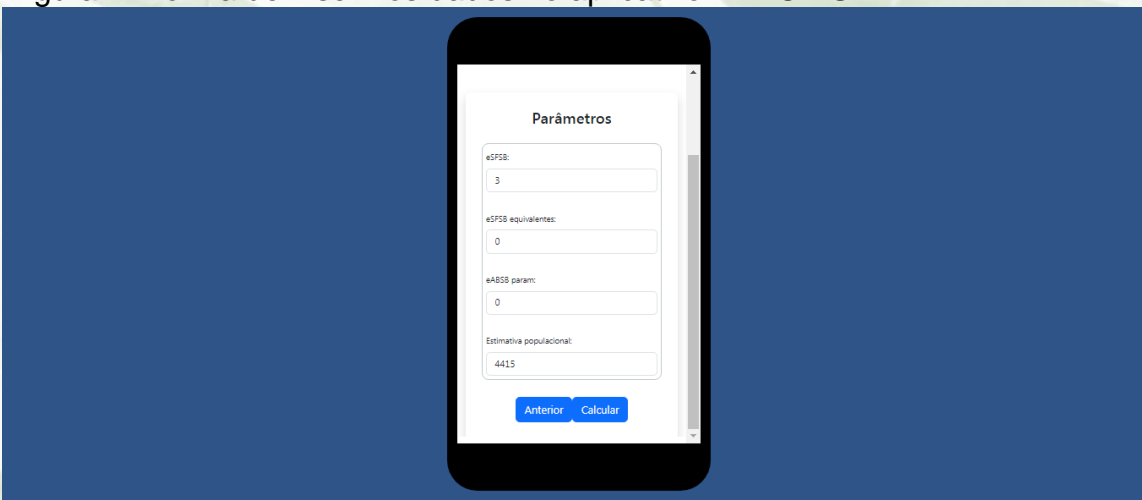 Parâmetros
eSFSB:
3
eSFSB equivalentes:
0
eABSB param:
0
Estimativa populacional:
4415
Anterior Calcular